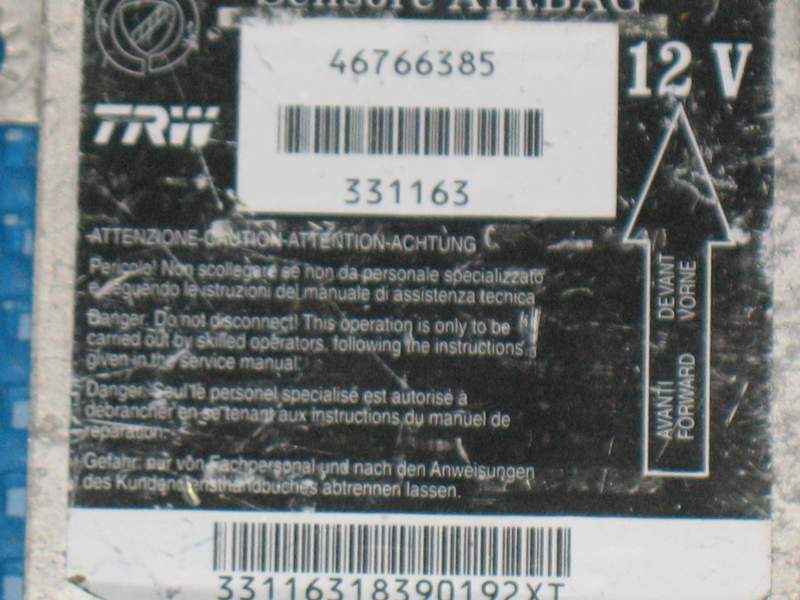 Sensore AIRBAG
46766385
12 V
TRW
331163
ATTENZIONE-CAUTION-ATTENTION-ACHTUNG
Pericolo! Non scollegare se non da personale specializzato
e seguendo le istruzioni del manuale di assistenza tecnica.
Danger: Do not disconnect! This operation is only to be
carried out by skilled operators, following the instructions
given in the service manual.
Danger: Seul le personel specialisé est autorisé à
débrancher en se tenant aux instructions du manuel de
reparation.
Gefahr: nur von Fachpersonal und nach den Anweisungen
des Kundendiensthandbuches abtrennen lassen.
AVANTI DEVANT
FORWARD VORNE
33116318390192XT